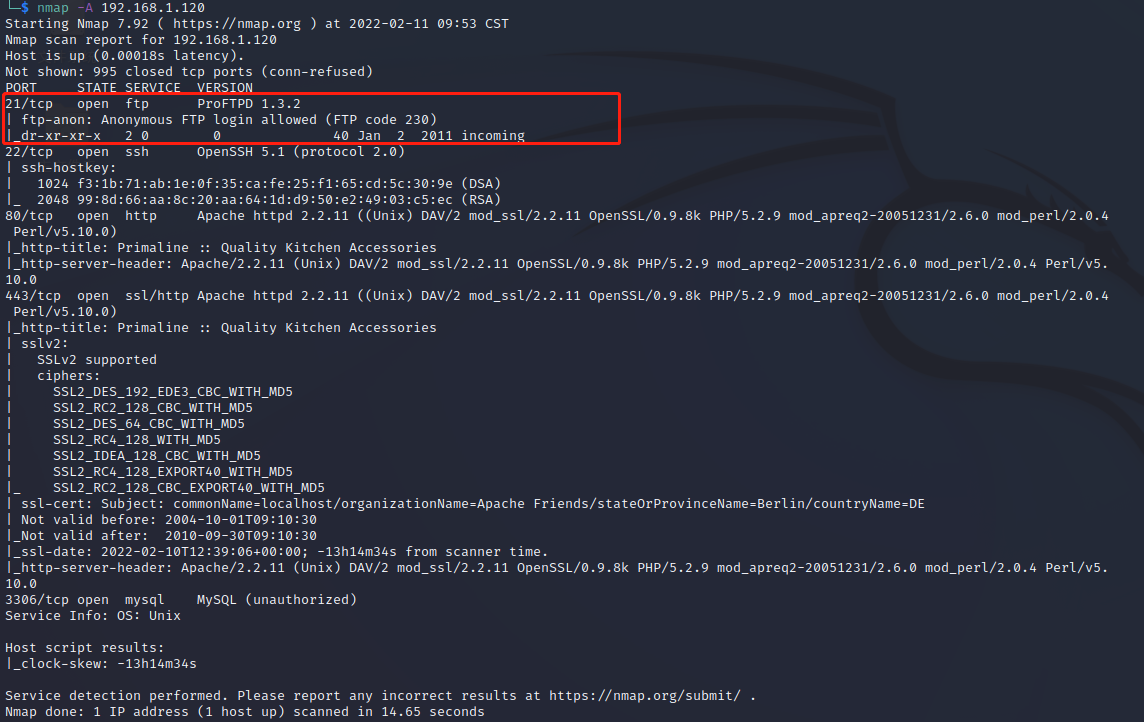 └─$ nmap -A 192.168.1.120
Starting Nmap 7.92 ( https://nmap.org ) at 2022-02-11 09:53 CST
Nmap scan report for 192.168.1.120
Host is up (0.00018s latency).
Not shown: 995 closed tcp ports (conn-refused)
PORT     STATE SERVICE  VERSION
21/tcp   open  ftp      ProFTPD 1.3.2
| ftp-anon: Anonymous FTP login allowed (FTP code 230)
|_dr-xr-xr-x   2 0        0              40 Jan  2  2011 incoming
22/tcp   open  ssh      OpenSSH 5.1 (protocol 2.0)
| ssh-hostkey:
|   1024 f3:1b:71:ab:1e:0f:35:ca:fe:25:f1:65:cd:5c:30:9e (DSA)
|_  2048 99:8d:66:aa:8c:20:aa:64:1d:d9:50:e2:49:03:c5:ec (RSA)
80/tcp   open  http     Apache httpd 2.2.11 ((Unix) DAV/2 mod_ssl/2.2.11 OpenSSL/0.9.8k PHP/5.2.9 mod_apreq2-20051231/2.6.0 mod_perl/2.0.4
 Perl/v5.10.0)
|_http-title: Primaline :: Quality Kitchen Accessories
|_http-server-header: Apache/2.2.11 (Unix) DAV/2 mod_ssl/2.2.11 OpenSSL/0.9.8k PHP/5.2.9 mod_apreq2-20051231/2.6.0 mod_perl/2.0.4 Perl/v5.
10.0
443/tcp  open  ssl/http Apache httpd 2.2.11 ((Unix) DAV/2 mod_ssl/2.2.11 OpenSSL/0.9.8k PHP/5.2.9 mod_apreq2-20051231/2.6.0 mod_perl/2.0.4
 Perl/v5.10.0)
|_http-title: Primaline :: Quality Kitchen Accessories
| sslv2:
|   SSLv2 supported
|   ciphers:
|     SSL2_DES_192_EDE3_CBC_WITH_MD5
|     SSL2_RC2_128_CBC_WITH_MD5
|     SSL2_DES_64_CBC_WITH_MD5
|     SSL2_RC4_128_WITH_MD5
|     SSL2_IDEA_128_CBC_WITH_MD5
|     SSL2_RC4_128_EXPORT40_WITH_MD5
|_    SSL2_RC2_128_CBC_EXPORT40_WITH_MD5
| ssl-cert: Subject: commonName=localhost/organizationName=Apache Friends/stateOrProvinceName=Berlin/countryName=DE
| Not valid before: 2004-10-01T09:10:30
|_Not valid after:  2010-09-30T09:10:30
|_ssl-date: 2022-02-10T12:39:06+00:00; -13h14m34s from scanner time.
|_http-server-header: Apache/2.2.11 (Unix) DAV/2 mod_ssl/2.2.11 OpenSSL/0.9.8k PHP/5.2.9 mod_apreq2-20051231/2.6.0 mod_perl/2.0.4 Perl/v5.
10.0
3306/tcp open  mysql    MySQL (unauthorized)
Service Info: OS: Unix

Host script results:
|_clock-skew: -13h14m34s

Service detection performed. Please report any incorrect results at https://nmap.org/submit/ .
Nmap done: 1 IP address (1 host up) scanned in 14.65 seconds